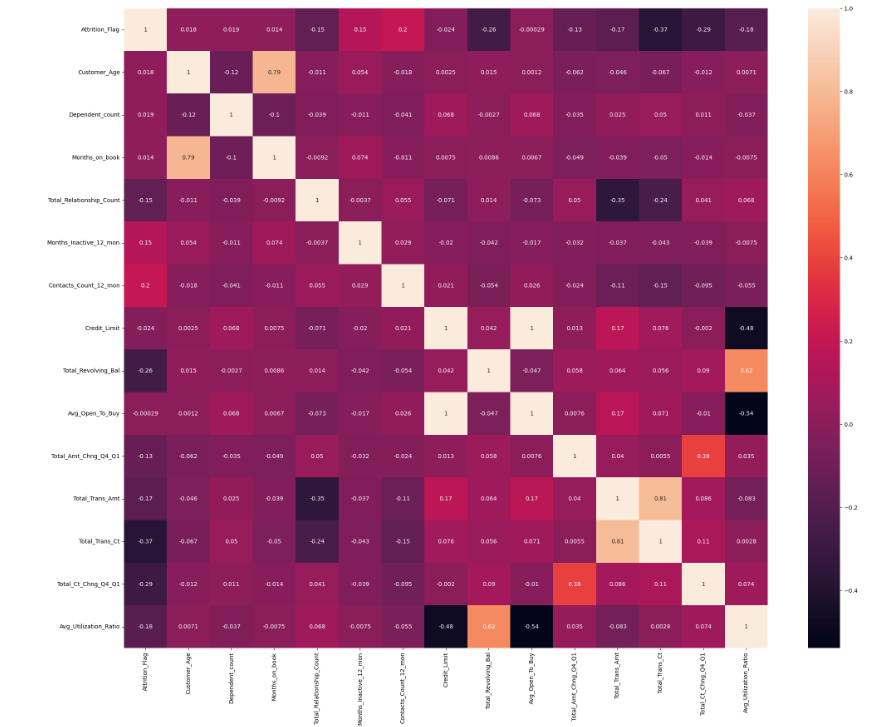 Attrition_Flag 1 0.018 0.019 0.014 -0.15 0.15 0.2 -0.024 -0.26 -0.00029 -0.13 -0.17 -0.37 -0.29 -0.18
Customer_Age 0.018 1 -0.12 0.79 -0.011 0.054 -0.018 0.0025 0.015 0.0012 -0.062 -0.046 -0.067 -0.012 0.0071
Dependent_count 0.019 -0.12 1 -0.1 -0.039 -0.011 -0.041 0.068 -0.0027 0.068 -0.035 0.025 0.05 0.011 -0.037
Months_on_book 0.014 0.79 -0.1 1 -0.0092 0.074 -0.011 0.0075 0.0086 0.0067 -0.049 -0.039 -0.05 -0.014 -0.0075
Total_Relationship_Count -0.15 -0.011 -0.039 -0.0092 1 -0.0037 0.055 -0.071 0.014 -0.073 0.05 -0.35 -0.24 0.041 0.068
Months_Inactive_12_mon 0.15 0.054 -0.011 0.074 -0.0037 1 0.029 -0.02 -0.042 -0.017 -0.032 -0.037 -0.043 -0.039 -0.0075
Contacts_Count_12_mon 0.2 -0.018 -0.041 -0.011 0.055 0.029 1 0.021 -0.054 0.026 -0.024 -0.11 -0.15 -0.095 -0.055
Credit_Limit -0.024 0.0025 0.068 0.0075 -0.071 -0.02 0.021 1 0.042 1 0.013 0.17 0.076 -0.002 -0.48
Total_Revolving_Bal -0.26 0.015 -0.0027 0.0086 0.014 -0.042 -0.054 0.042 1 -0.047 0.058 0.064 0.056 0.09 0.62
Avg_Open_To_Buy -0.00029 0.0012 0.068 0.0067 -0.073 -0.017 0.026 1 -0.047 1 0.0076 0.17 0.071 -0.01 -0.54
Total_Amt_Chng_Q4_Q1 -0.13 -0.062 -0.035 -0.049 0.05 -0.032 -0.024 0.013 0.058 0.0076 1 0.04 0.0055 0.38 0.035
Total_Trans_Amt -0.17 -0.046 0.025 -0.039 -0.35 -0.037 -0.11 0.17 0.064 0.17 0.04 1 0.81 0.086 -0.083
Total_Trans_Ct -0.37 -0.067 0.05 -0.05 -0.24 -0.043 -0.15 0.076 0.056 0.071 0.0055 0.81 1 0.11 0.0028
Total_Ct_Chng_Q4_Q1 -0.29 -0.012 0.011 -0.014 0.041 -0.039 -0.095 -0.002 0.09 -0.01 0.38 0.086 0.11 1 0.074
Avg_Utilization_Ratio -0.18 0.0071 -0.037 -0.0075 0.068 -0.0075 -0.055 -0.48 0.62 -0.54 0.035 -0.083 0.0028 0.074 1
Attrition_Flag
Customer_Age
Dependent_count
Months_on_book
Total_Relationship_Count
Months_Inactive_12_mon
Contacts_Count_12_mon
Credit_Limit
Total_Revolving_Bal
Avg_Open_To_Buy
Total_Amt_Chng_Q4_Q1
Total_Trans_Amt
Total_Trans_Ct
Total_Ct_Chng_Q4_Q1
Avg_Utilization_Ratio
1.0
0.8
0.6
0.4
0.2
0.0
-0.2
-0.4